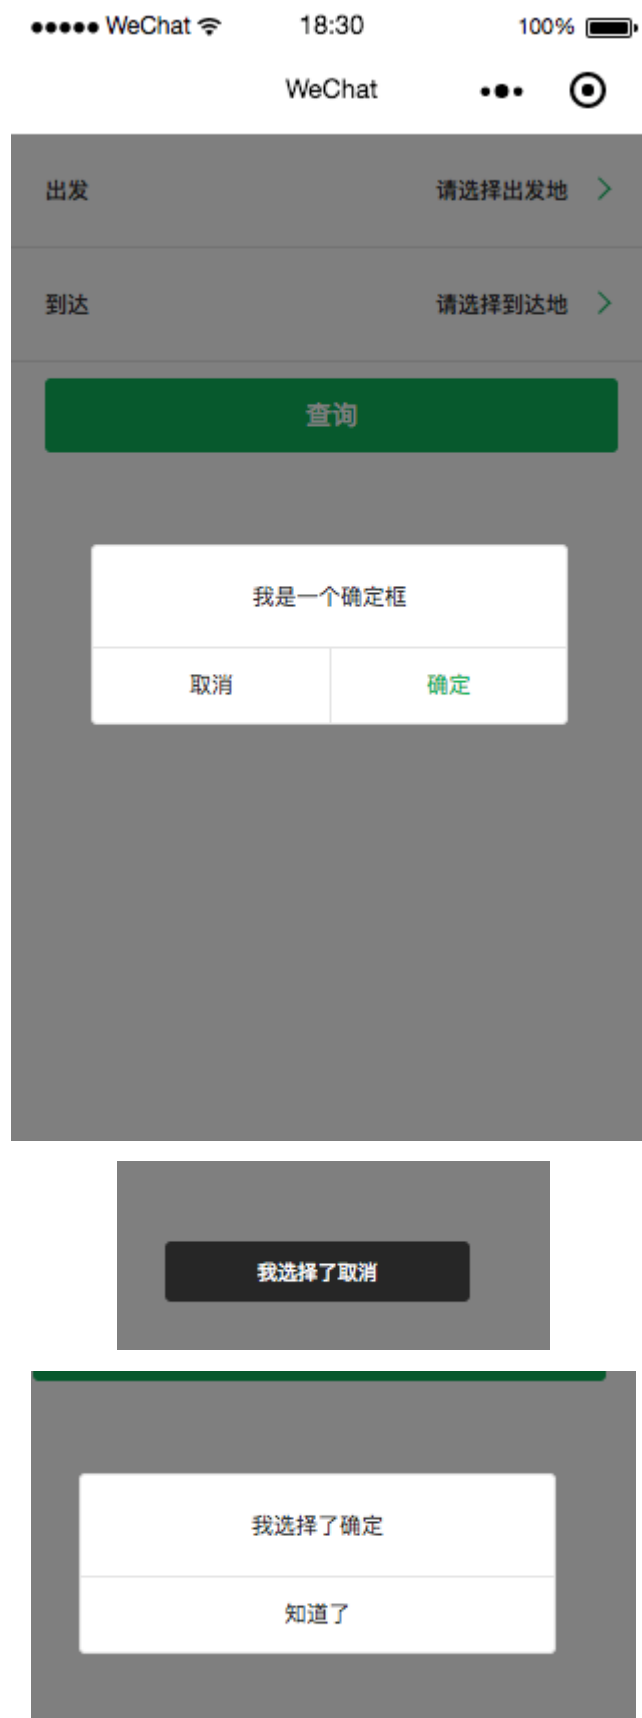 WeChat 18:30 100%
WeChat
出发 请选择出发地
到达 请选择到达地
查询
我是一个确定框
取消 确定
我选择了取消
我选择了确定
知道了